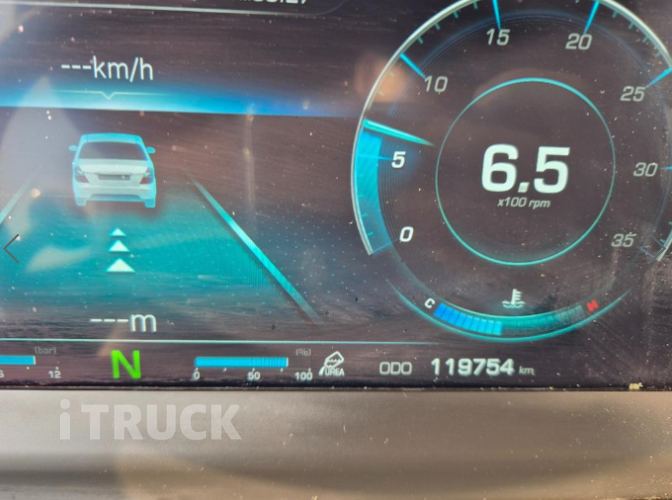 ---km/h
15
20
10
25
5
6.5
30
x100 rpm
0
35
C
H
---m
(bar)
(%)
12
N
0
50
100
UREA
ODO
119754 km
iTRUCK